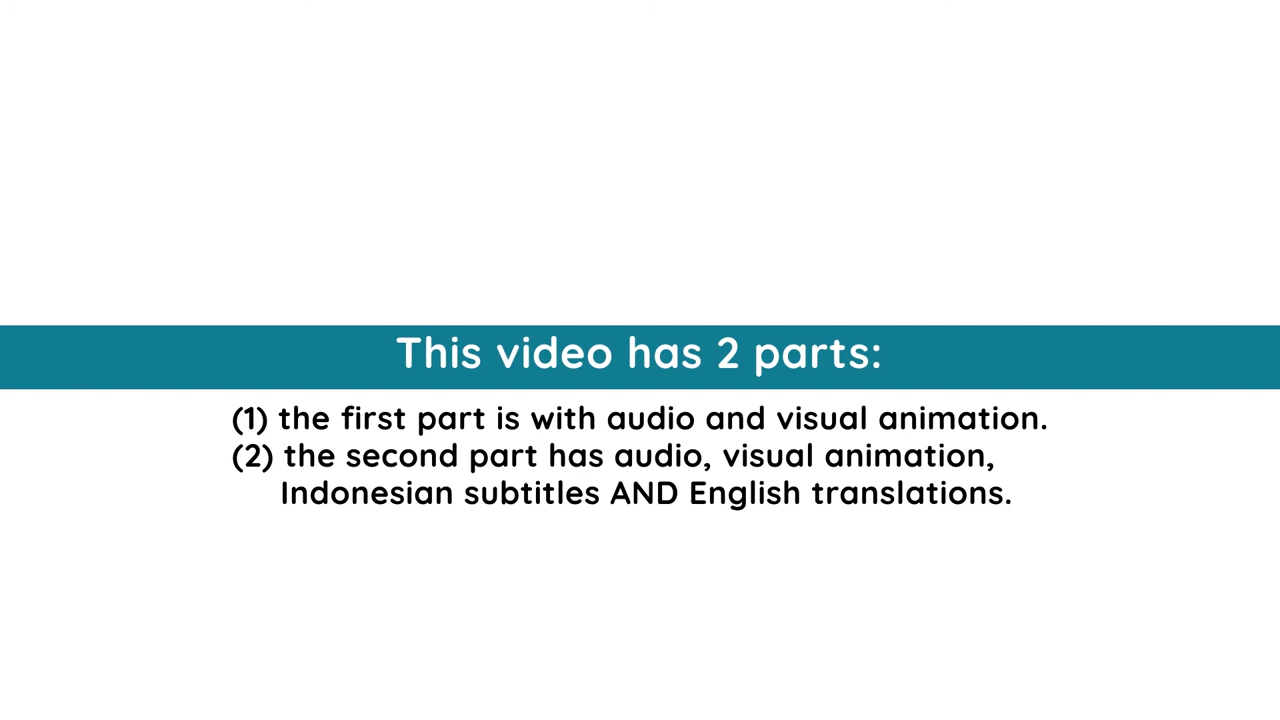 This video has 2 parts:
(1) the first part is with audio and visual animation.
(2) the second part has audio, visual animation,
Indonesian subtitles AND English translations.